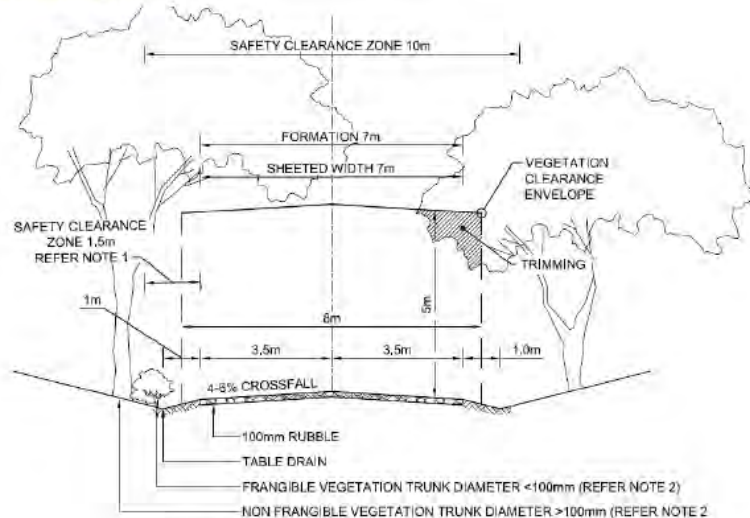 SAFETY CLEARANCE ZONE 10m
FORMATION 7m
SHEETED WIDTH 7m
VEGETATION
CLEARANCE
ENVELOPE
SAFETY CLEARANCE
ZONE 1.5m
REFER NOTE 1
TRIMMING
5m
1m
8m
3.5m
3.5m
1.0m
4-6% CROSSFALL
100mm RUBBLE
TABLE DRAIN
FRANGIBLE VEGETATION TRUNK DIAMETER <100mm (REFER NOTE 2)
NON FRANGIBLE VEGETATION TRUNK DIAMETER >100mm (REFER NOTE 2